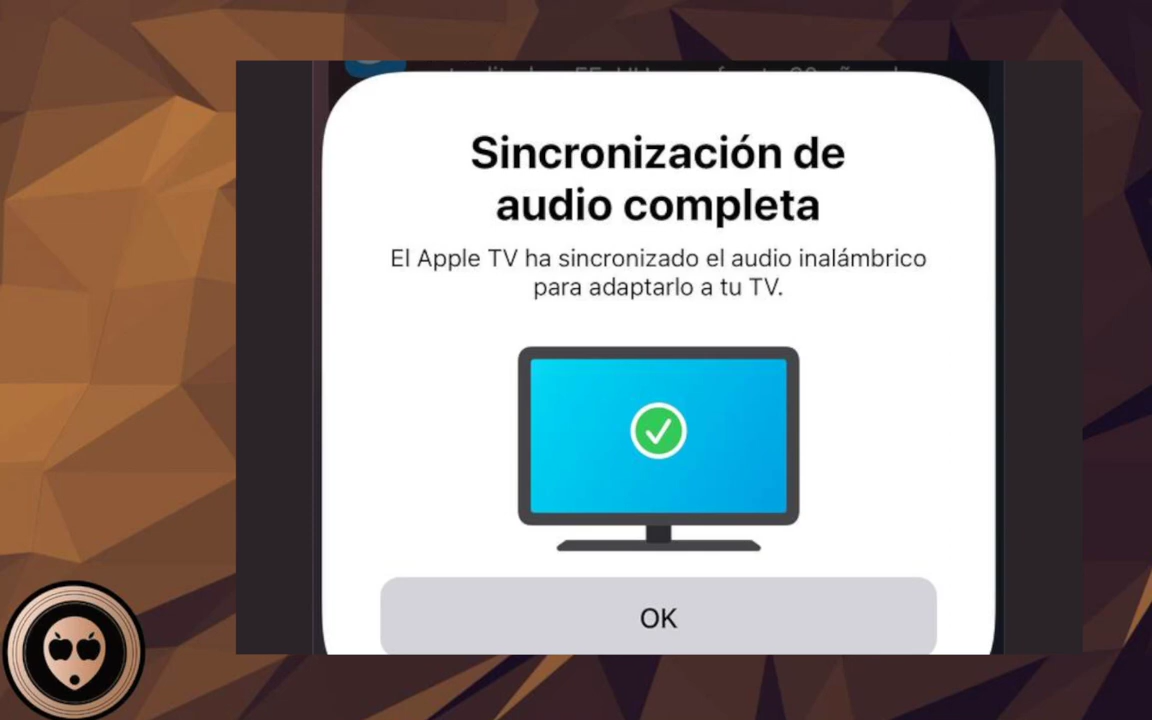 Sincronización de
audio completa
El Apple TV ha sincronizado el audio inalámbrico
para adaptarlo a tu TV.
OK